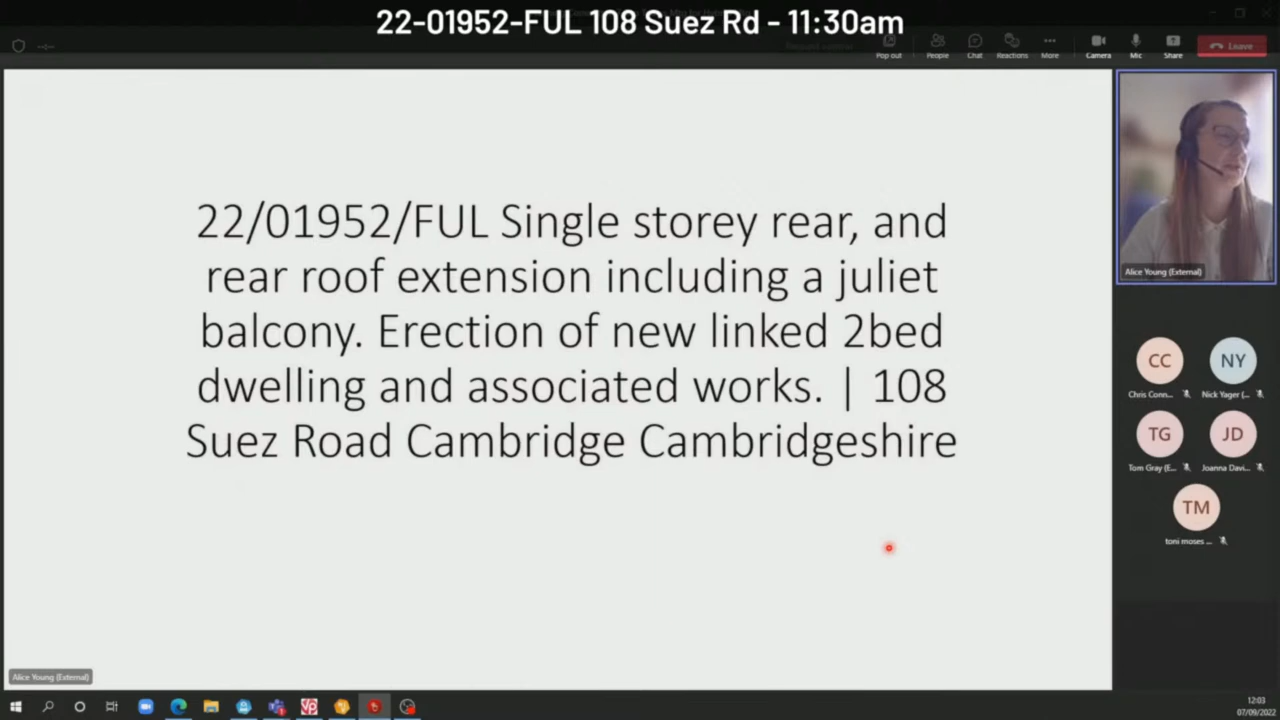 22-01952-FUL 108 Suez Rd - 11:30am
Pop out
People
Chat
Reactions
More
Camera
Mic
Share
Leave
22/01952/FUL Single storey rear, and
rear roof extension including a juliet
balcony. Erection of new linked 2bed
dwelling and associated works. | 108
Suez Road Cambridge Cambridgeshire
Alice Young (External)
CC
NY
Chris Conn...
Nick Yager (...
TG
JD
Tom Gray (E...
Joanna Davi...
TM
toni moses ...
Alice Young (External)
12:03
07/09/2022